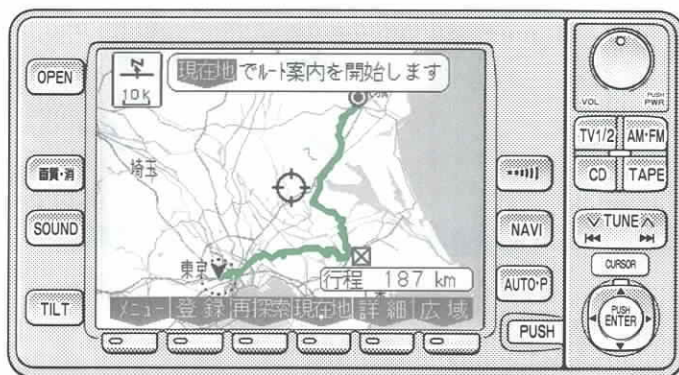 OPEN
画質・消
SOUND
TILT
10K
現在地でルート案内を開始します
埼玉
東京
行程 187 km
メニュー 登録 再探索 現在地 詳細 広域
NAVI
AUTO・P
PUSH
VOL
PUSH PWR
TV1/2 AM・FM
CD TAPE
TUNE
CURSOR
PUSH ENTER